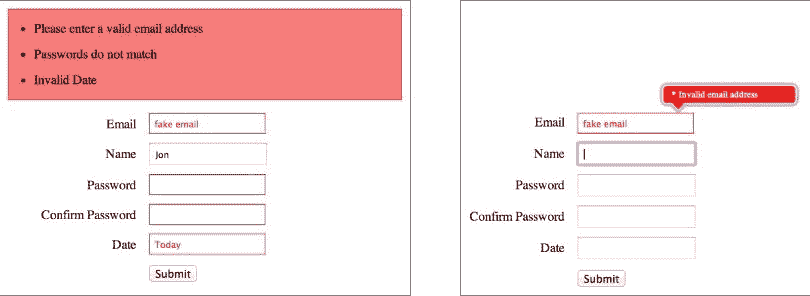 • Please enter a valid email address
• Passwords do not match
• Invalid Date
Email fake email
Name Jon
Password
Confirm Password
Date Today
Submit
* Invalid email address
Email fake email
Name
Password
Confirm Password
Date
Submit